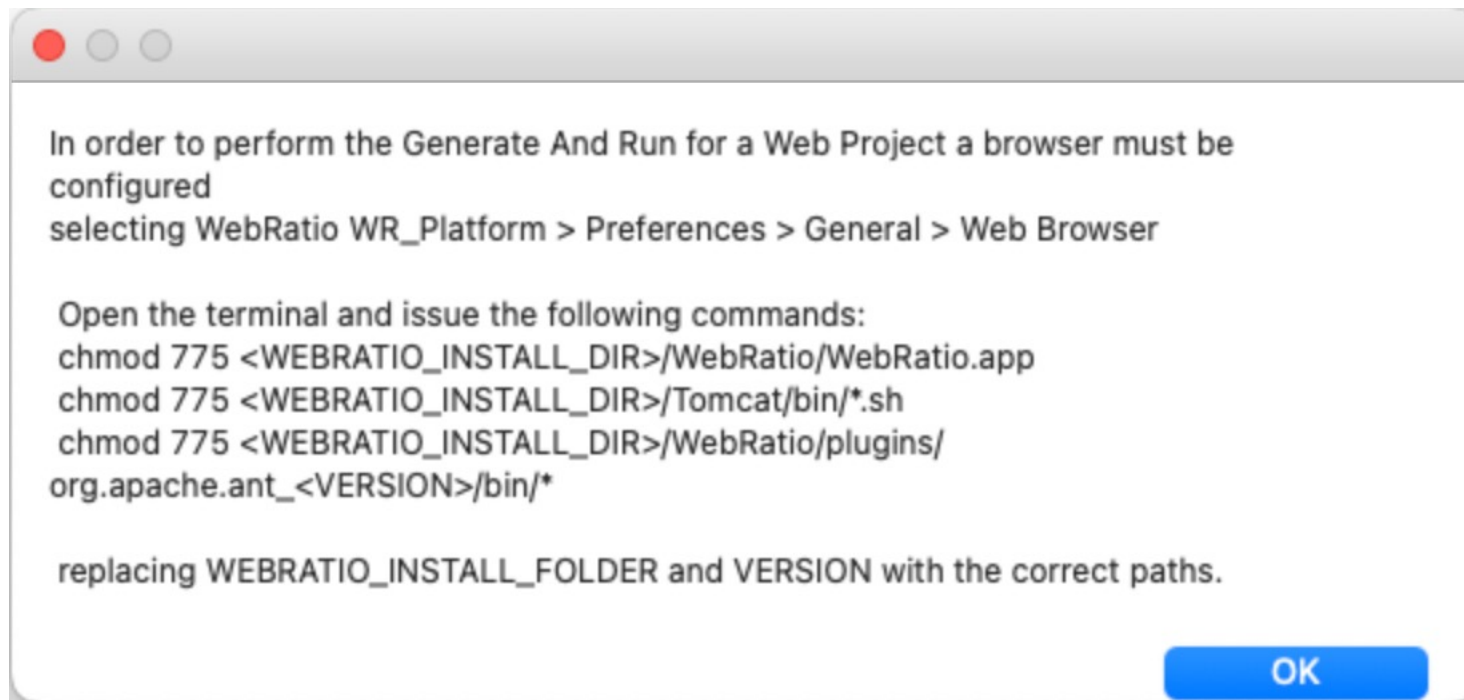 In order to perform the Generate And Run for a Web Project a browser must be
configured
selecting WebRatio WR_Platform > Preferences > General > Web Browser
Open the terminal and issue the following commands:
chmod 775 <WEBRATIO_INSTALL_DIR>/WebRatio/WebRatio.app
chmod 775 <WEBRATIO_INSTALL_DIR>/Tomcat/bin/*.sh
chmod 775 <WEBRATIO_INSTALL_DIR>/WebRatio/plugins/
org.apache.ant_<VERSION>/bin/*
replacing WEBRATIO_INSTALL_FOLDER and VERSION with the correct paths.
OK